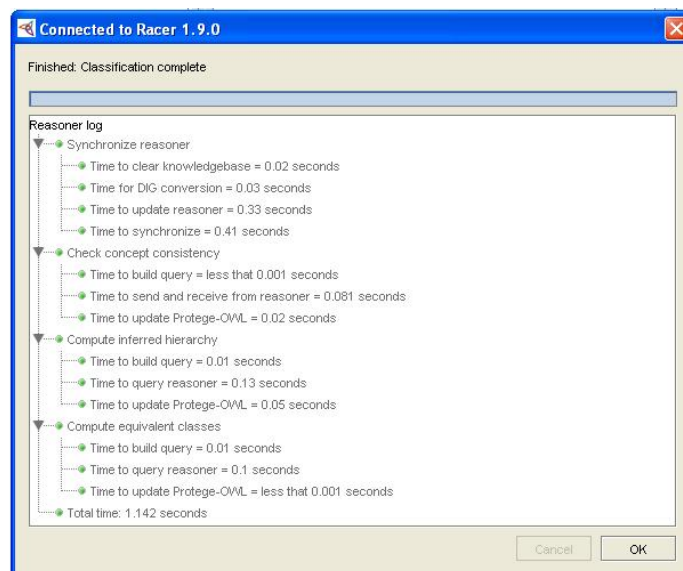 Connected to Racer 1.9.0
Finished: Classification complete
Reasoner log
Synchronize reasoner
Time to clear knowledgebase = 0.02 seconds
Time for DIG conversion = 0.03 seconds
Time to update reasoner = 0.33 seconds
Time to synchronize = 0.41 seconds
Check concept consistency
Time to build query = less that 0.001 seconds
Time to send and receive from reasoner = 0.081 seconds
Time to update Protege-OWL = 0.02 seconds
Compute inferred hierarchy
Time to build query = 0.01 seconds
Time to query reasoner = 0.13 seconds
Time to update Protege-OWL = 0.05 seconds
Compute equivalent classes
Time to build query = 0.01 seconds
Time to query reasoner = 0.1 seconds
Time to update Protege-OWL = less that 0.001 seconds
Total time: 1.142 seconds
Cancel OK